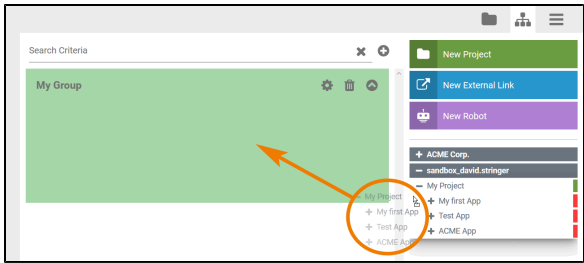 Search Criteria
My Group
New Project
New External Link
New Robot
ACME Corp.
sandbox_david.stringer
My Project
My first App
Test App
ACME App
My Project
My first App
Test App
ACME App